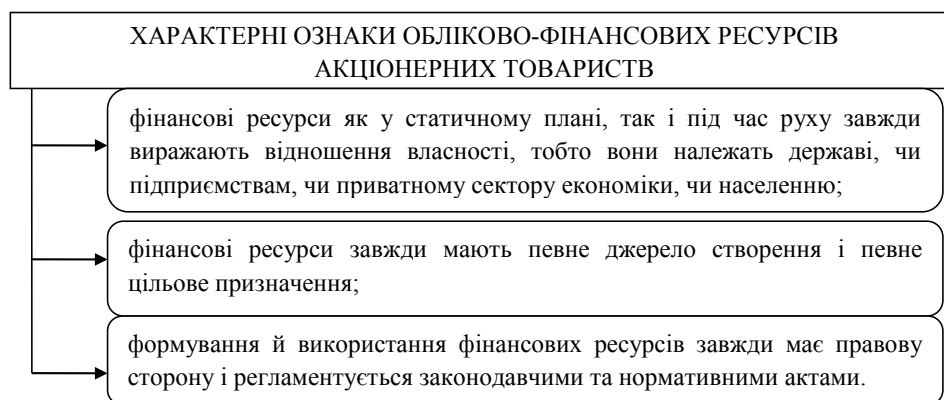 ХАРАКТЕРНІ ОЗНАКИ ОБЛІКОВО-ФІНАНСОВИХ РЕСУРСІВ
АКЦІОНЕРНИХ ТОВАРИСТВ
фінансові ресурси як у статичному плані, так і під час руху завжди
виражають відношення власності, тобто вони належать державі, чи
підприємствам, чи приватному сектору економіки, чи населенню;
фінансові ресурси завжди мають певне джерело створення і певне
цільове призначення;
формування й використання фінансових ресурсів завжди має правову
сторону і регламентується законодавчими та нормативними актами.